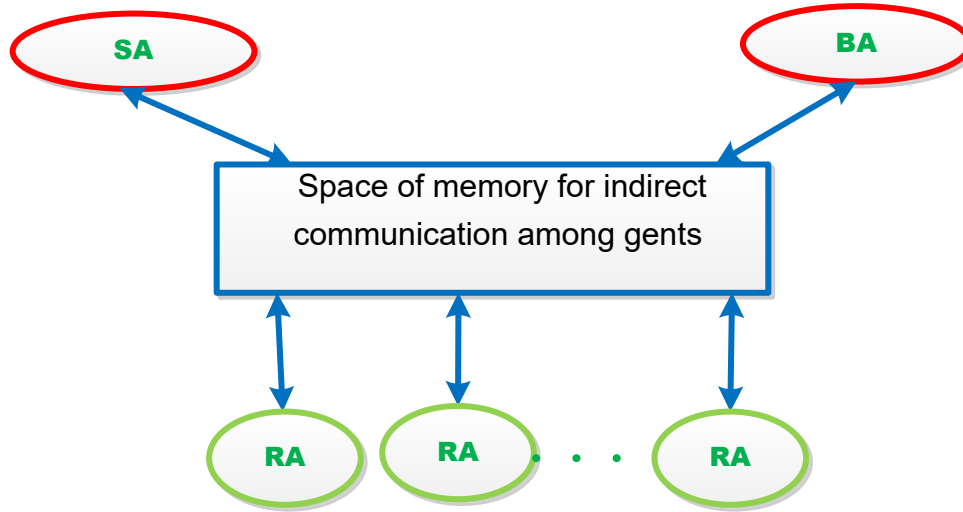 SA
BA
Space of memory for indirect
communication among gents
RA
RA . . .
RA